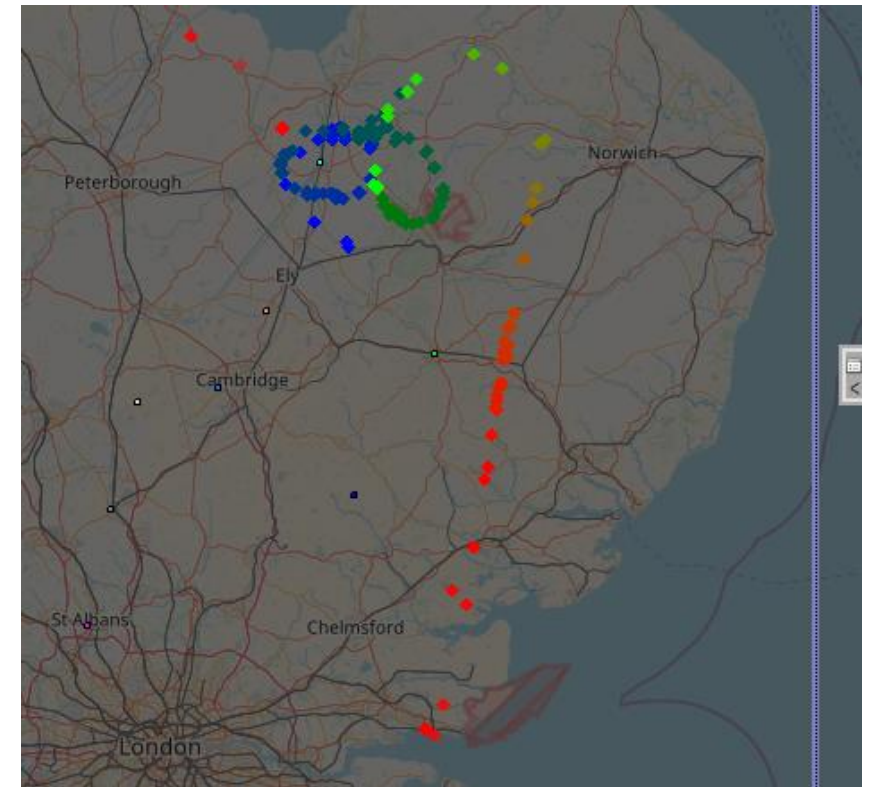 Norwich
Peterborough
Ely
Cambridge
St Albans
Chelmsford
London